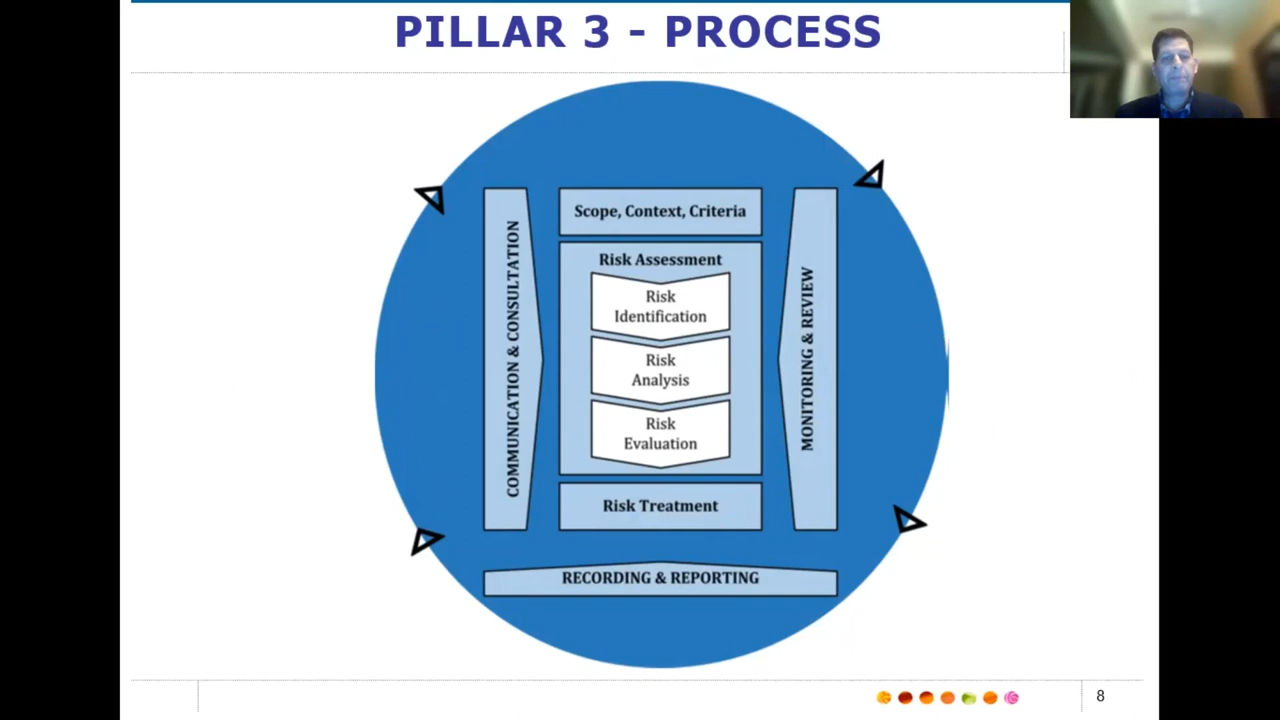 PILLAR 3 - PROCESS
COMMUNICATION & CONSULTATION
Scope, Context, Criteria
Risk Assessment
Risk
Identification
Risk
Analysis
Risk
Evaluation
Risk Treatment
MONITORING & REVIEW
RECORDING & REPORTING
8